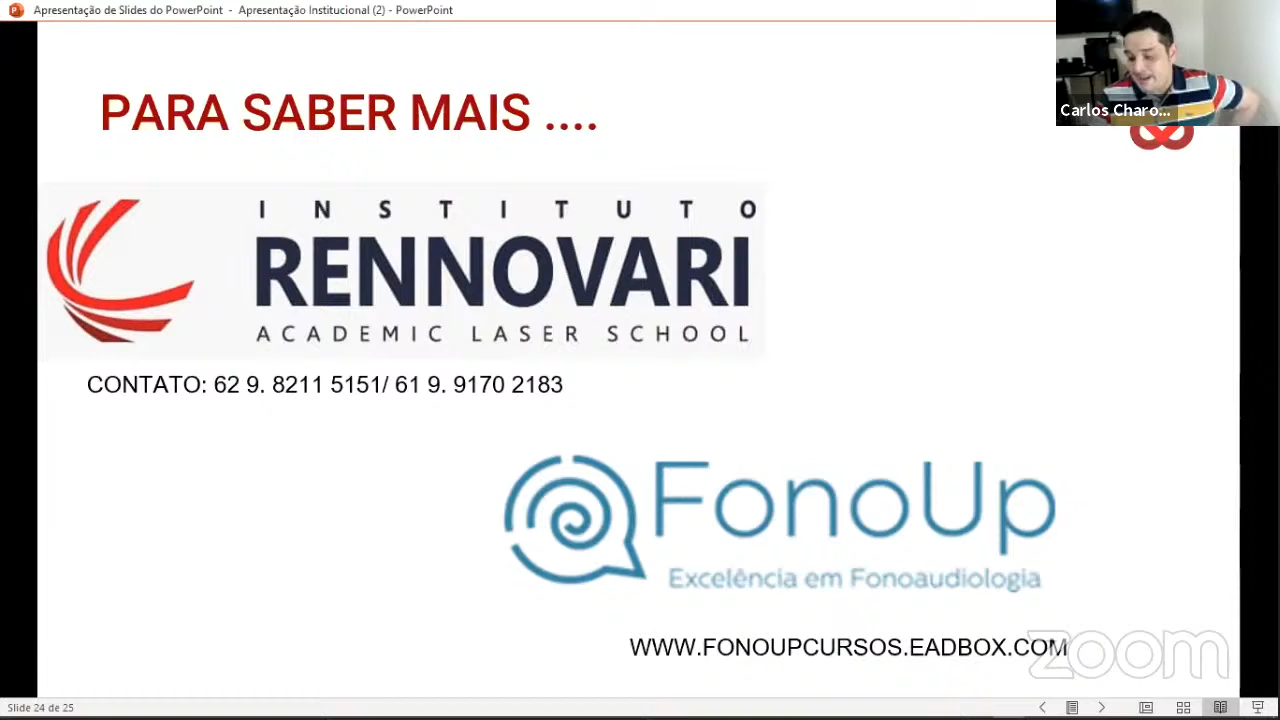 Apresentação de Slides do PowerPoint - Apresentação Institucional (2) - PowerPoint
Carlos Charo...
PARA SABER MAIS ....
INSTITUTO
RENNOVARI
ACADEMIC LASER SCHOOL
CONTATO: 62 9. 8211 5151/ 61 9. 9170 2183
FonoUp
Excelência em Fonoaudiologia
WWW.FONOUPCURSOS.EADBOX.COM
zoom
Slide 24 de 25